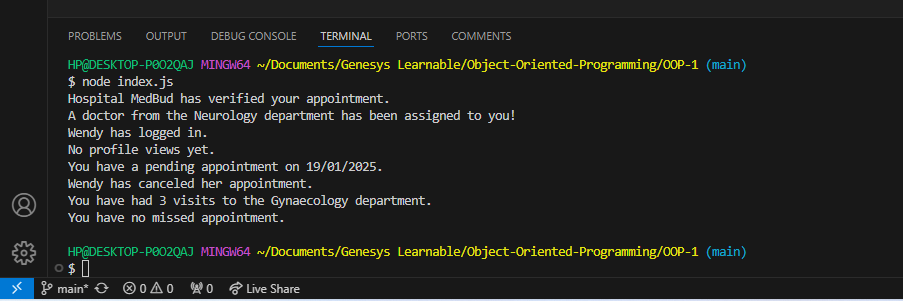 PROBLEMS OUTPUT DEBUG CONSOLE TERMINAL PORTS COMMENTS
HP@DESKTOP-P0O2QAJ MINGW64 ~/Documents/Genesys Learnable/Object-Oriented-Programming/OOP-1 (main)
$ node index.js
Hospital MedBud has verified your appointment.
A doctor from the Neurology department has been assigned to you!
Wendy has logged in.
No profile views yet.
You have a pending appointment on 19/01/2025.
Wendy has canceled her appointment.
You have had 3 visits to the Gynaecology department.
You have no missed appointment.
HP@DESKTOP-P0O2QAJ MINGW64 ~/Documents/Genesys Learnable/Object-Oriented-Programming/OOP-1 (main)
$
main* 0 0 0 Live Share